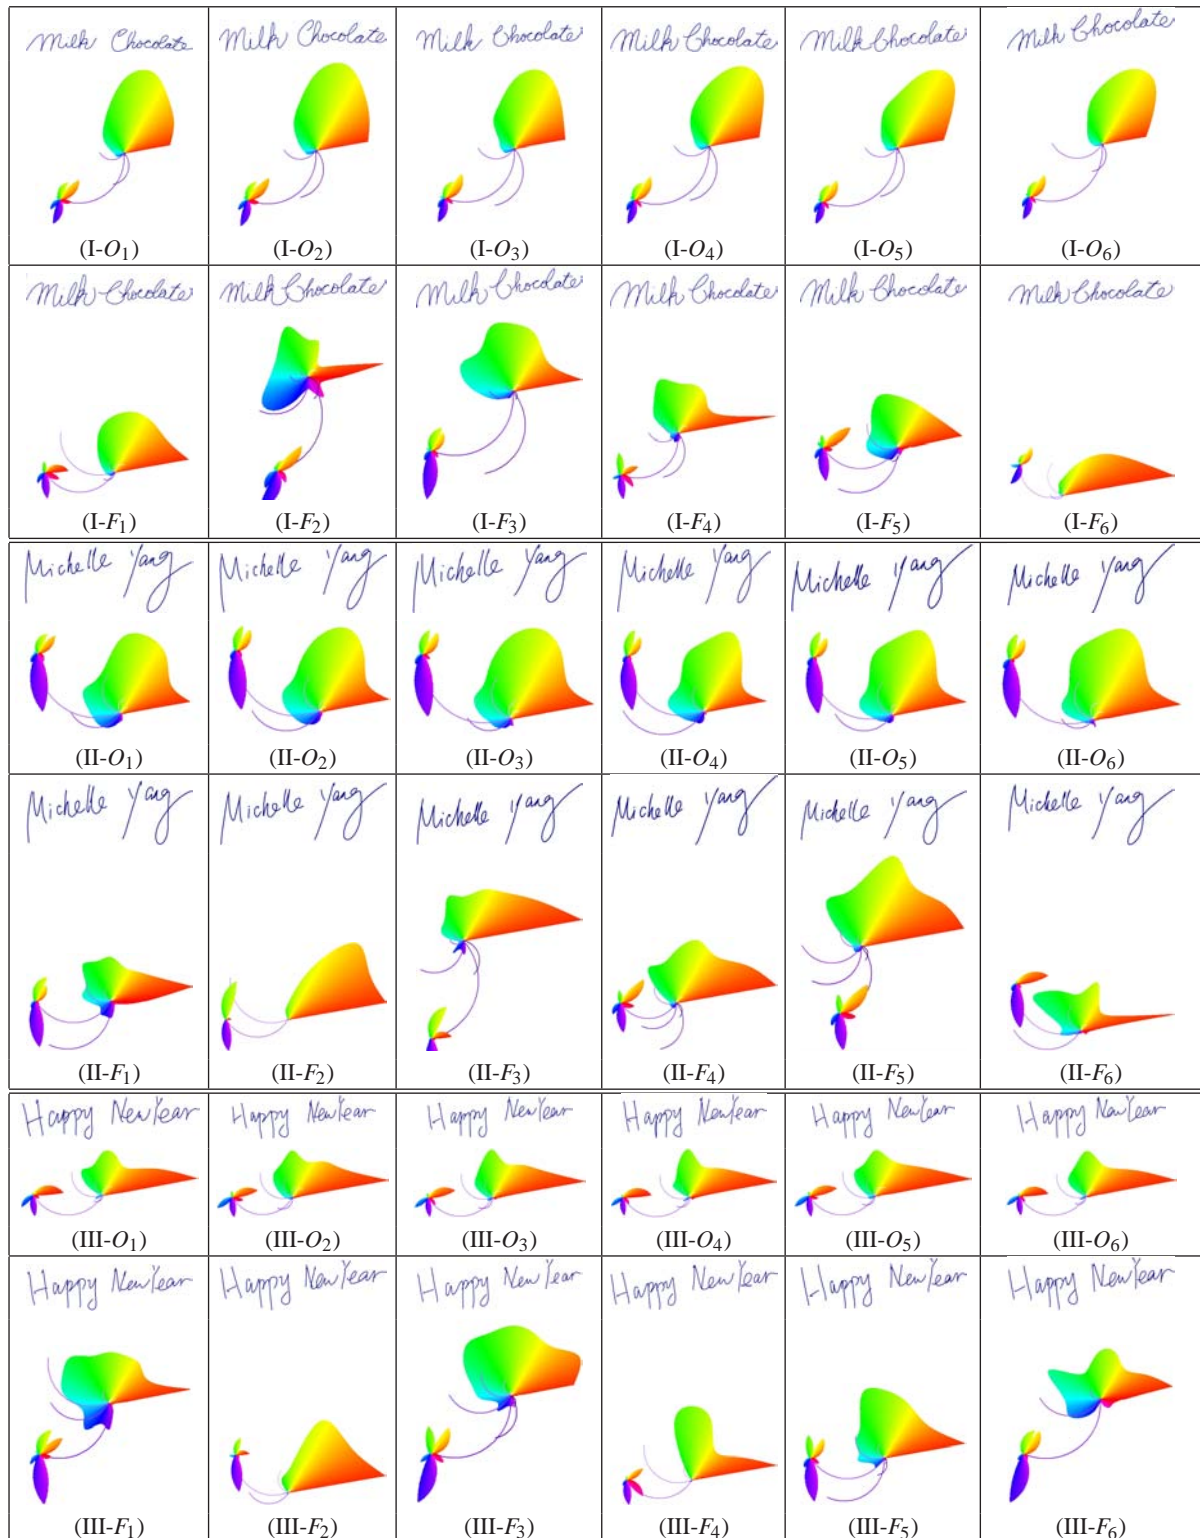 Milk Chocolate Milk Chocolate Milk Chocolate Milk Chocolate Milk Chocolate Milk Chocolate
(I-O₁) (I-O₂) (I-O₃) (I-O₄) (I-O₅) (I-O₆)
Milk Chocolate Milk Chocolate Milk Chocolate Milk Chocolate Milk Chocolate Milk Chocolate
(I-F₁) (I-F₂) (I-F₃) (I-F₄) (I-F₅) (I-F₆)
Michelle Yang Michelle Yang Michelle Yang Michelle Yang Michelle Yang Michelle Yang
(II-O₁) (II-O₂) (II-O₃) (II-O₄) (II-O₅) (II-O₆)
Michelle Yang Michelle Yang Michelle Yang Michelle Yang Michelle Yang Michelle Yang
(II-F₁) (II-F₂) (II-F₃) (II-F₄) (II-F₅) (II-F₆)
Happy New Year Happy New Year Happy New Year Happy New Year Happy New Year Happy New Year
(III-O₁) (III-O₂) (III-O₃) (III-O₄) (III-O₅) (III-O₆)
Happy New Year Happy New Year Happy New Year Happy New Year Happy New Year Happy New Year
(III-F₁) (III-F₂) (III-F₃) (III-F₄) (III-F₅) (III-F₆)